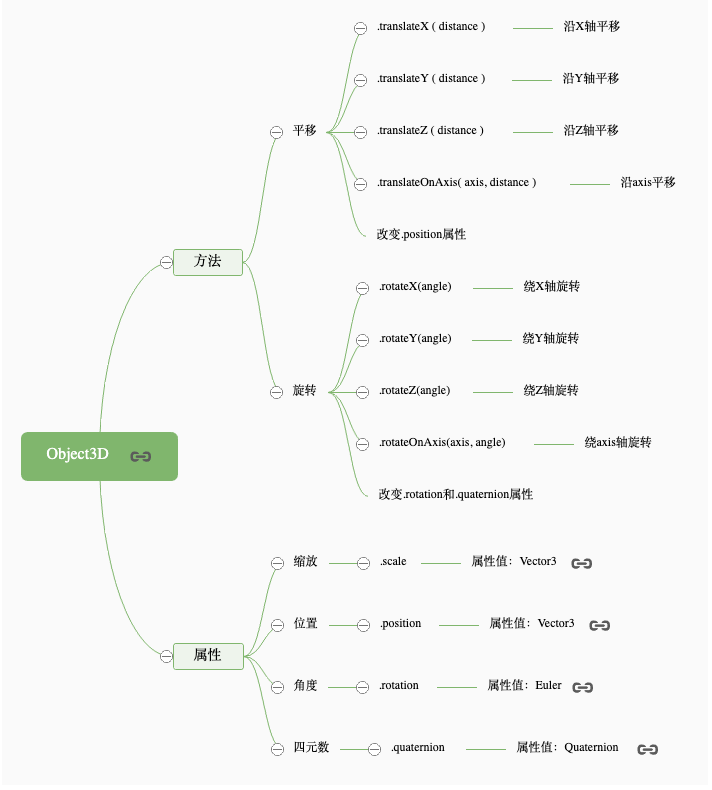 .translateX ( distance ) 沿X轴平移
.translateY ( distance ) 沿Y轴平移
平移 .translateZ ( distance ) 沿Z轴平移
.translateOnAxis( axis, distance ) 沿axis平移
改变.position属性
方法
.rotateX(angle) 绕X轴旋转
.rotateY(angle) 绕Y轴旋转
旋转 .rotateZ(angle) 绕Z轴旋转
.rotateOnAxis(axis, angle) 绕axis轴旋转
Object3D
改变.rotation和.quaternion属性
缩放 .scale 属性值：Vector3
位置 .position 属性值：Vector3
属性
角度 .rotation 属性值：Euler
四元数 .quaternion 属性值：Quaternion